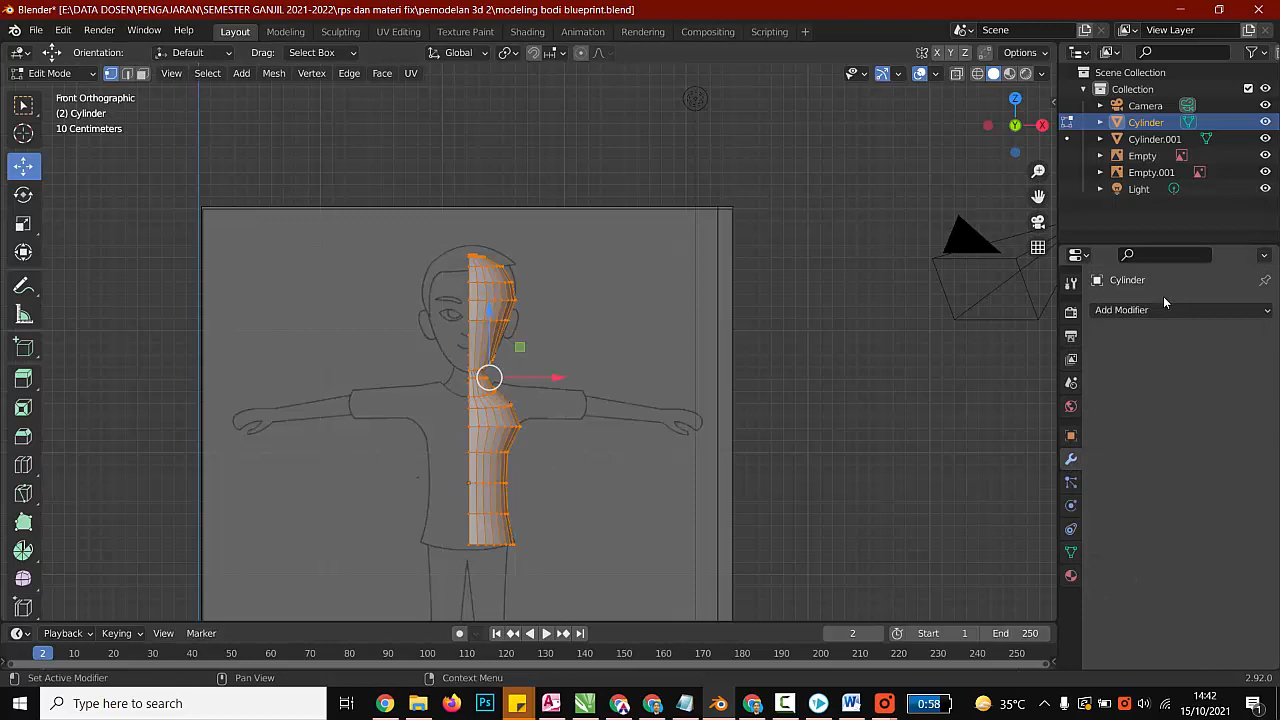 Blender* [E:\DATA DOSEN\PENGAJARAN\SEMESTER GANJIL 2021-2022\rps dan materi fix\pemodelan 3d 2\modeling bodi blueprint.blend]
File Edit Render Window Help Layout Modeling Sculpting UV Editing Texture Paint Shading Animation Rendering Compositing Scripting + Scene View Layer
Orientation: Default Drag: Select Box Global X Y Z Options
Edit Mode View Select Add Mesh Vertex Edge Face UV
Scene Collection
Collection
Camera
Cylinder
Cylinder.001
Empty
Empty.001
Light
Front Orthographic
(2) Cylinder
10 Centimeters
Z
Y
X
Cylinder
Add Modifier
Playback Keying View Marker 2 Start 1 End 250
2 10 20 30 40 50 60 70 80 90 100 110 120 130 140 150 160 170 180 190 200 210 220 230 240 250
Set Active Modifier Pan View Context Menu 2.92.0
Type here to search 0:58 35°C 14:42
15/10/2021